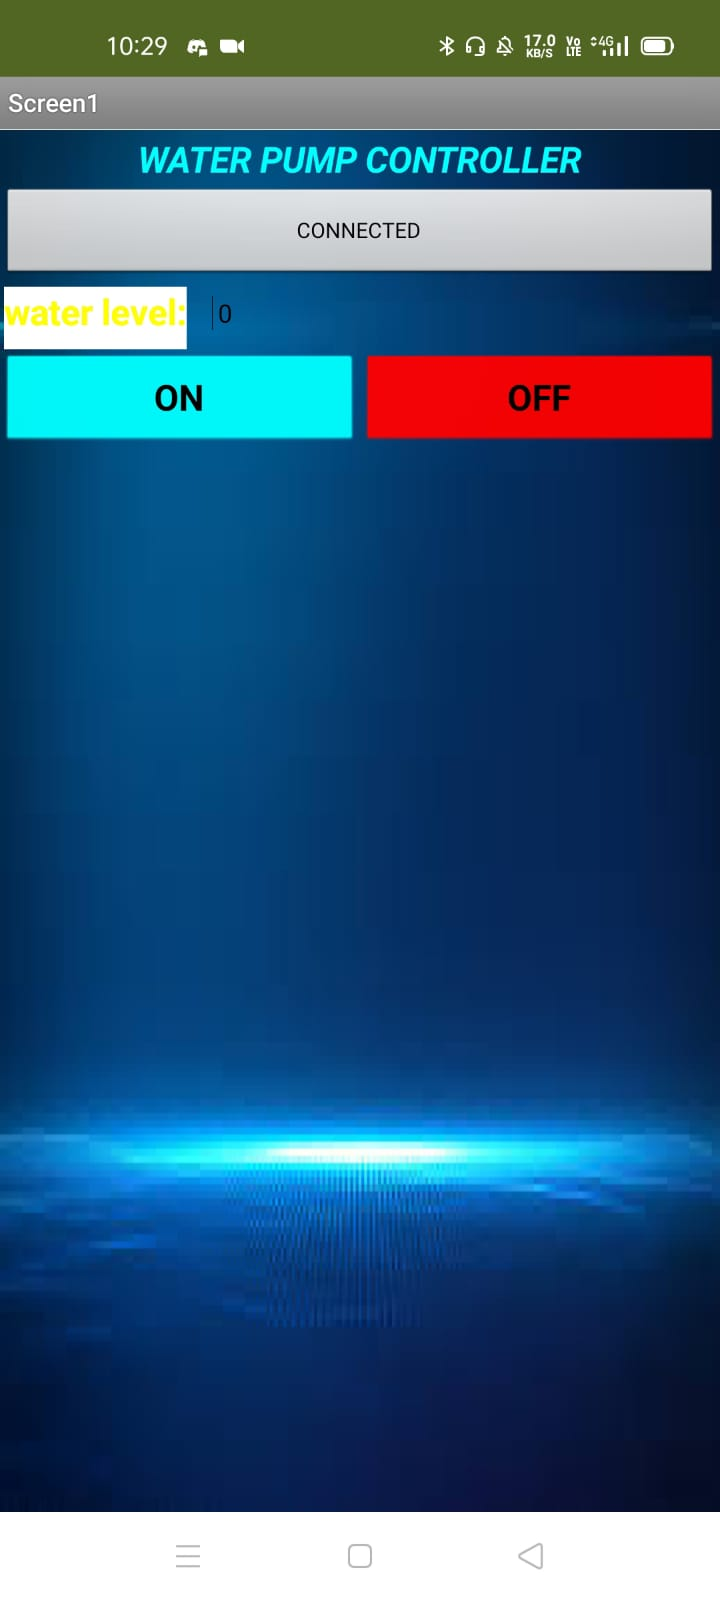 10:29 17.0 KB/S Vo LTE 4G
Screen1
WATER PUMP CONTROLLER
CONNECTED
water level: 0
ON OFF